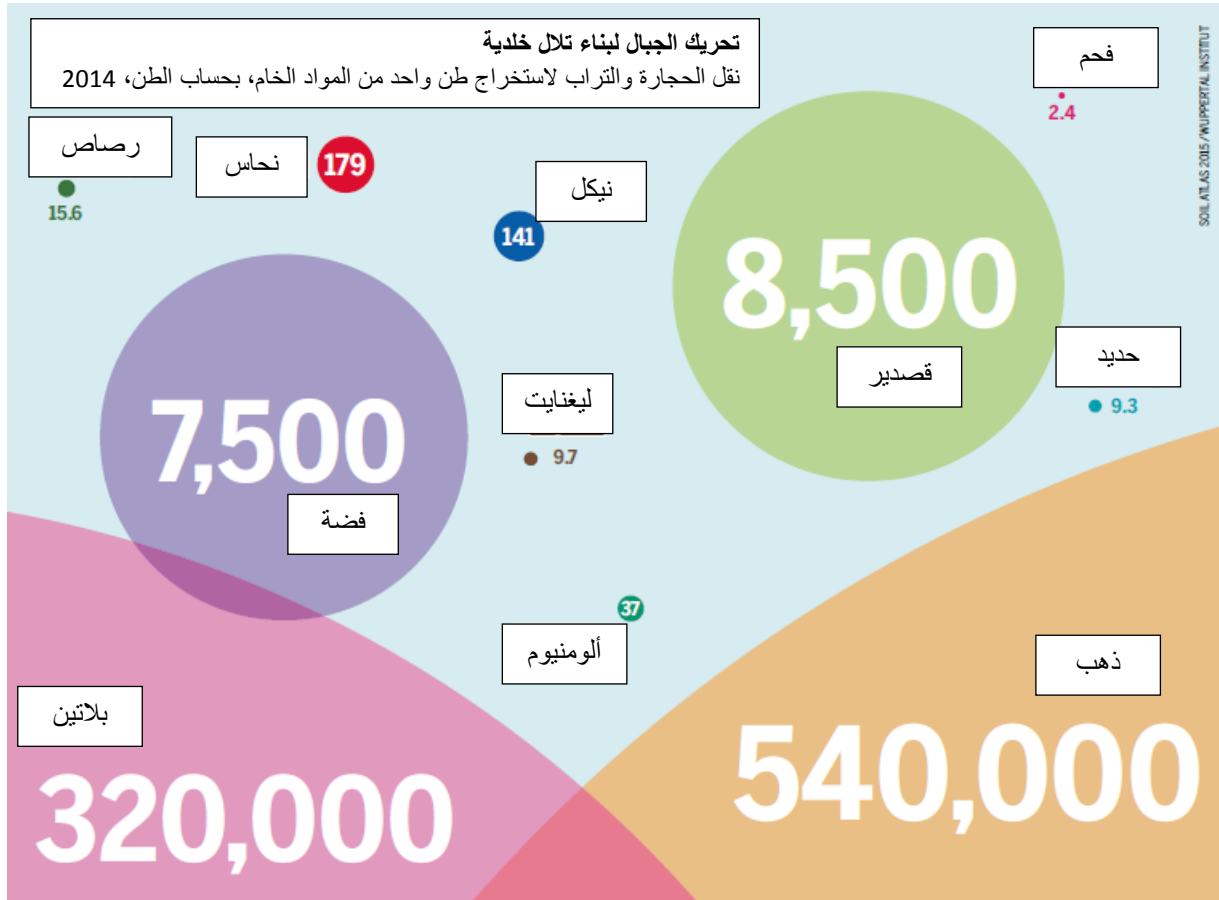 تحريك الجبال لبناء تلال خلدية
نقل الحجارة والتراب لاستخراج طن واحد من المواد الخام، بحساب الطن، 2014
فحم
2.4
رصاص
15.6
نحاس
179
نيكل
141
8,500
قصدير
حديد
9.3
7,500
فضة
ليغنايت
9.7
37
ألومنيوم
ذهب
540,000
بلاتين
320,000
SOIL ATLAS 2015 / WUPPERTAL INSTITUT